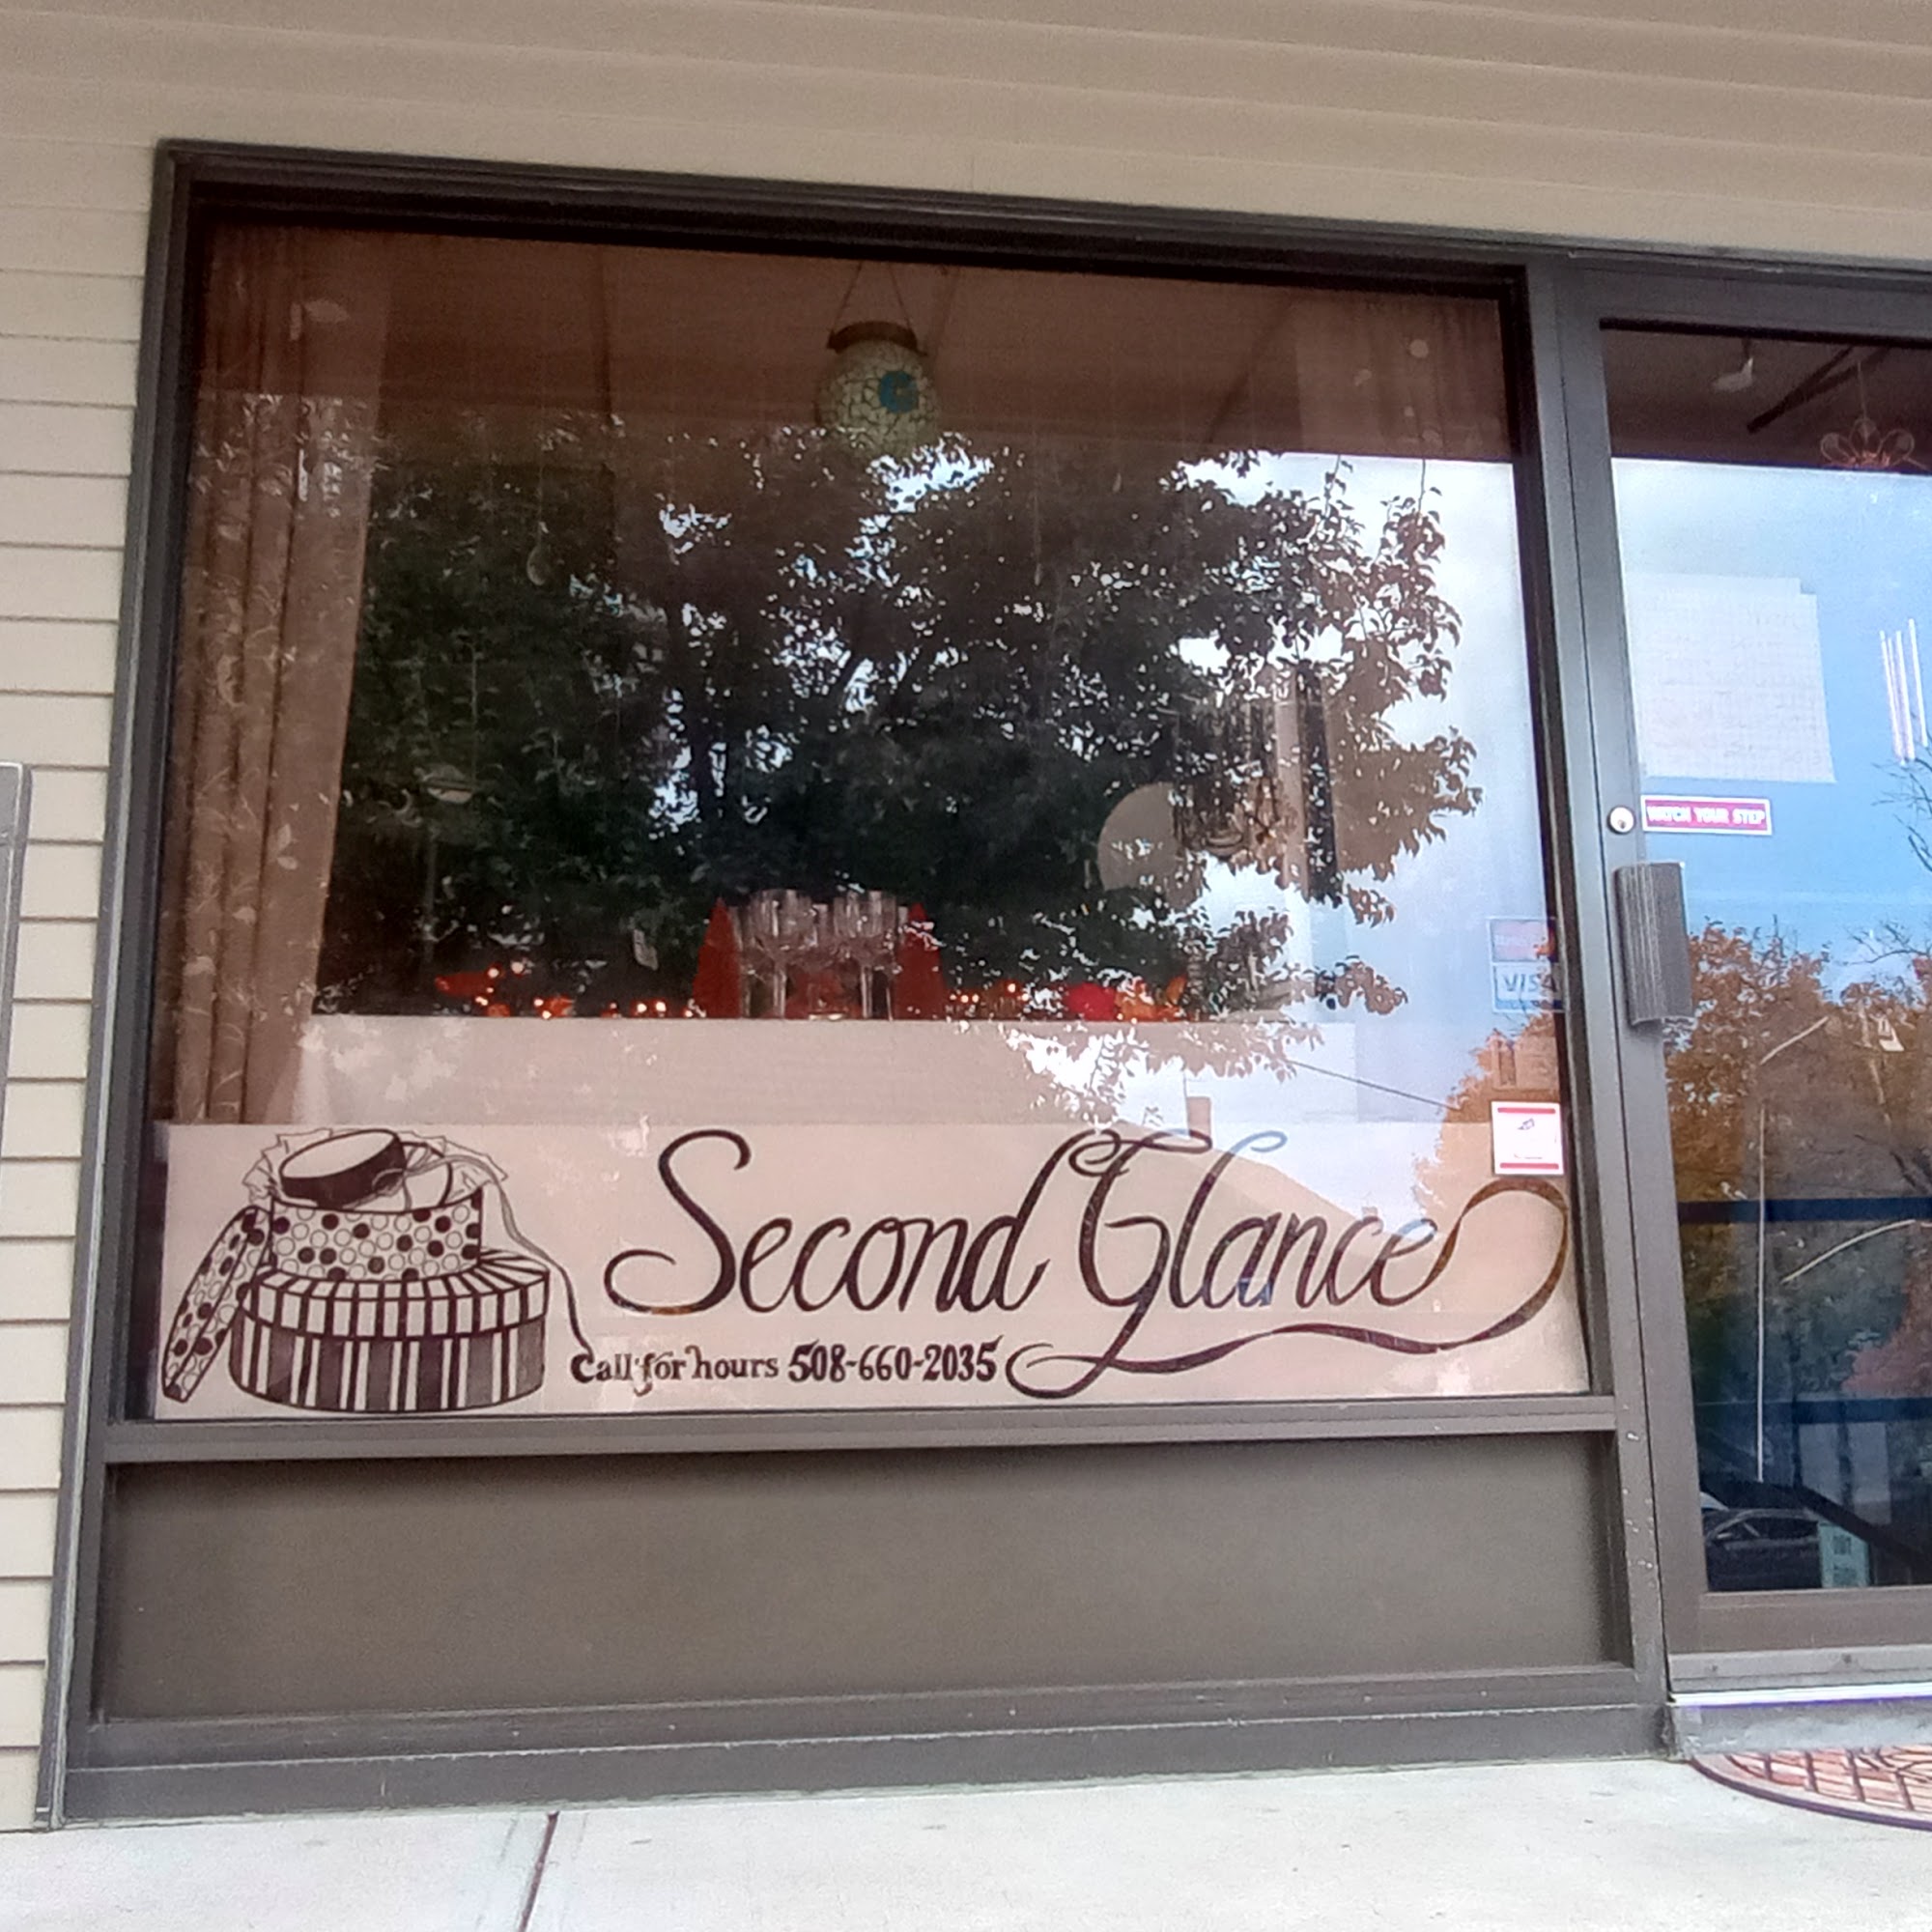 WATCH YOUR STEP
VISA
Second Glance
Call for hours 508-660-2035